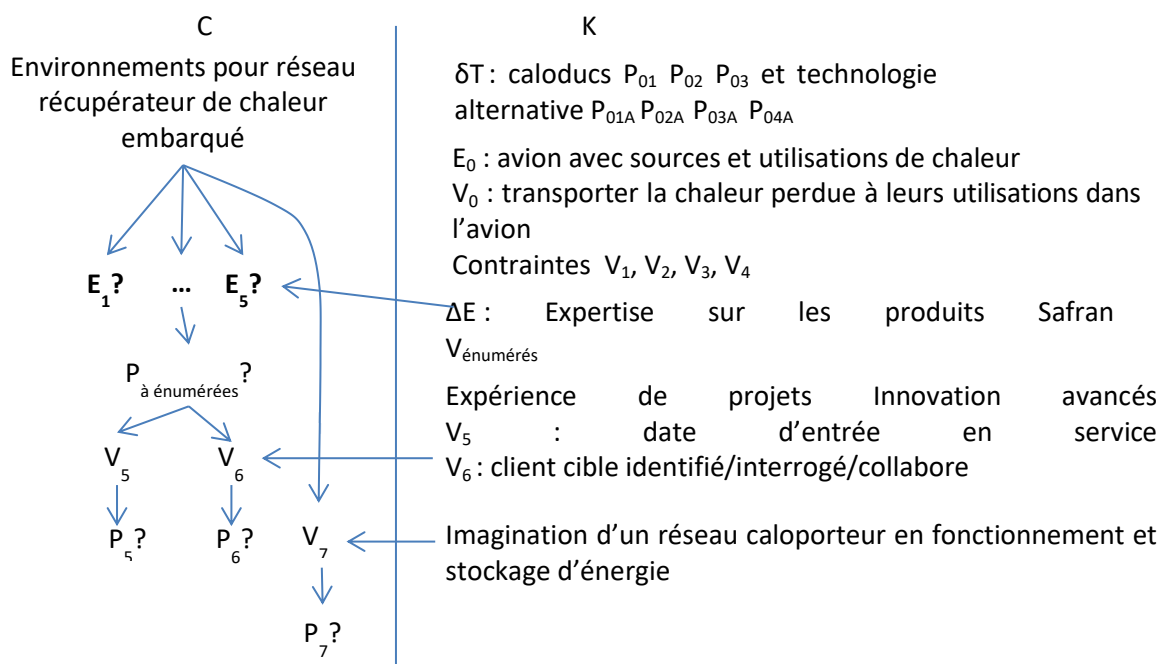 C
Environnements pour réseau
récupérateur de chaleur
embarqué
E1?
...
E5?
P à énumérées ?
V5
V6
P5?
P6?
V7
P7?
K
δT : caloducs P01 P02 P03 et technologie
alternative P01A P02A P03A P04A
E0 : avion avec sources et utilisations de chaleur
V0 : transporter la chaleur perdue à leurs utilisations dans
l’avion
Contraintes V1, V2, V3, V4
ΔE : Expertise sur les produits Safran
Vénumérés
Expérience de projets Innovation avancés
V5 : date d’entrée en service
V6 : client cible identifié/interrogé/collabore
Imagination d’un réseau caloporteur en fonctionnement et
stockage d’énergie